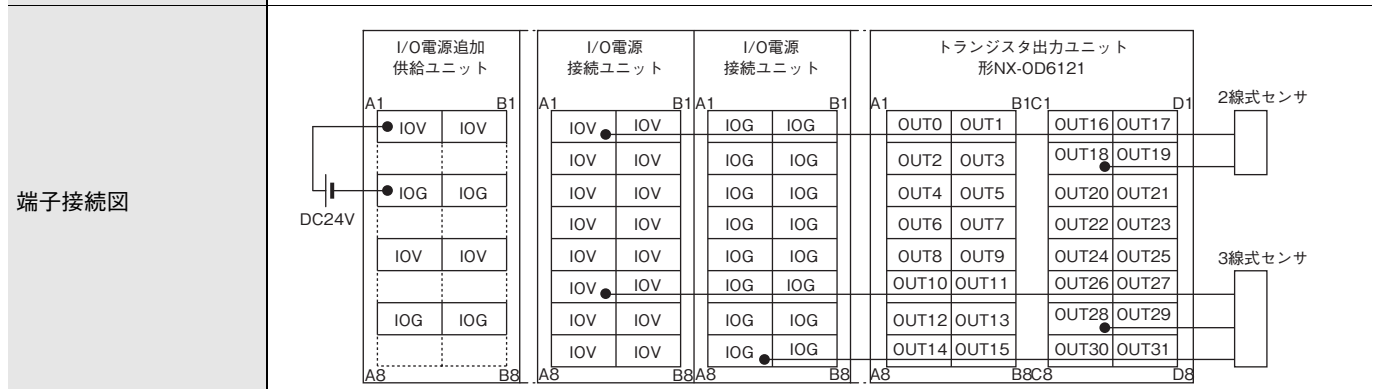 端子接続図
I/O電源追加
供給ユニット
I/O電源
接続ユニット
I/O電源
接続ユニット
トランジスタ出力ユニット
形NX-OD6121
A1 B1 A1 B1 A1 B1 A1 B1 C1 D1 2線式センサ
IOV IOV IOV IOV IOG IOG OUT0 OUT1 OUT16 OUT17
IOV IOV IOG IOG OUT2 OUT3 OUT18 OUT19
IOG IOG IOV IOV IOG IOG OUT4 OUT5 OUT20 OUT21
DC24V IOV IOV IOG IOG OUT6 OUT7 OUT22 OUT23
IOV IOV IOV IOV IOG IOG OUT8 OUT9 OUT24 OUT25 3線式センサ
IOV IOV IOG IOG OUT10 OUT11 OUT26 OUT27
IOG IOG IOV IOV IOG IOG OUT12 OUT13 OUT28 OUT29
IOV IOV IOG IOG OUT14 OUT15 OUT30 OUT31
A8 B8 A8 B8 A8 B8 A8 B8 C8 D8